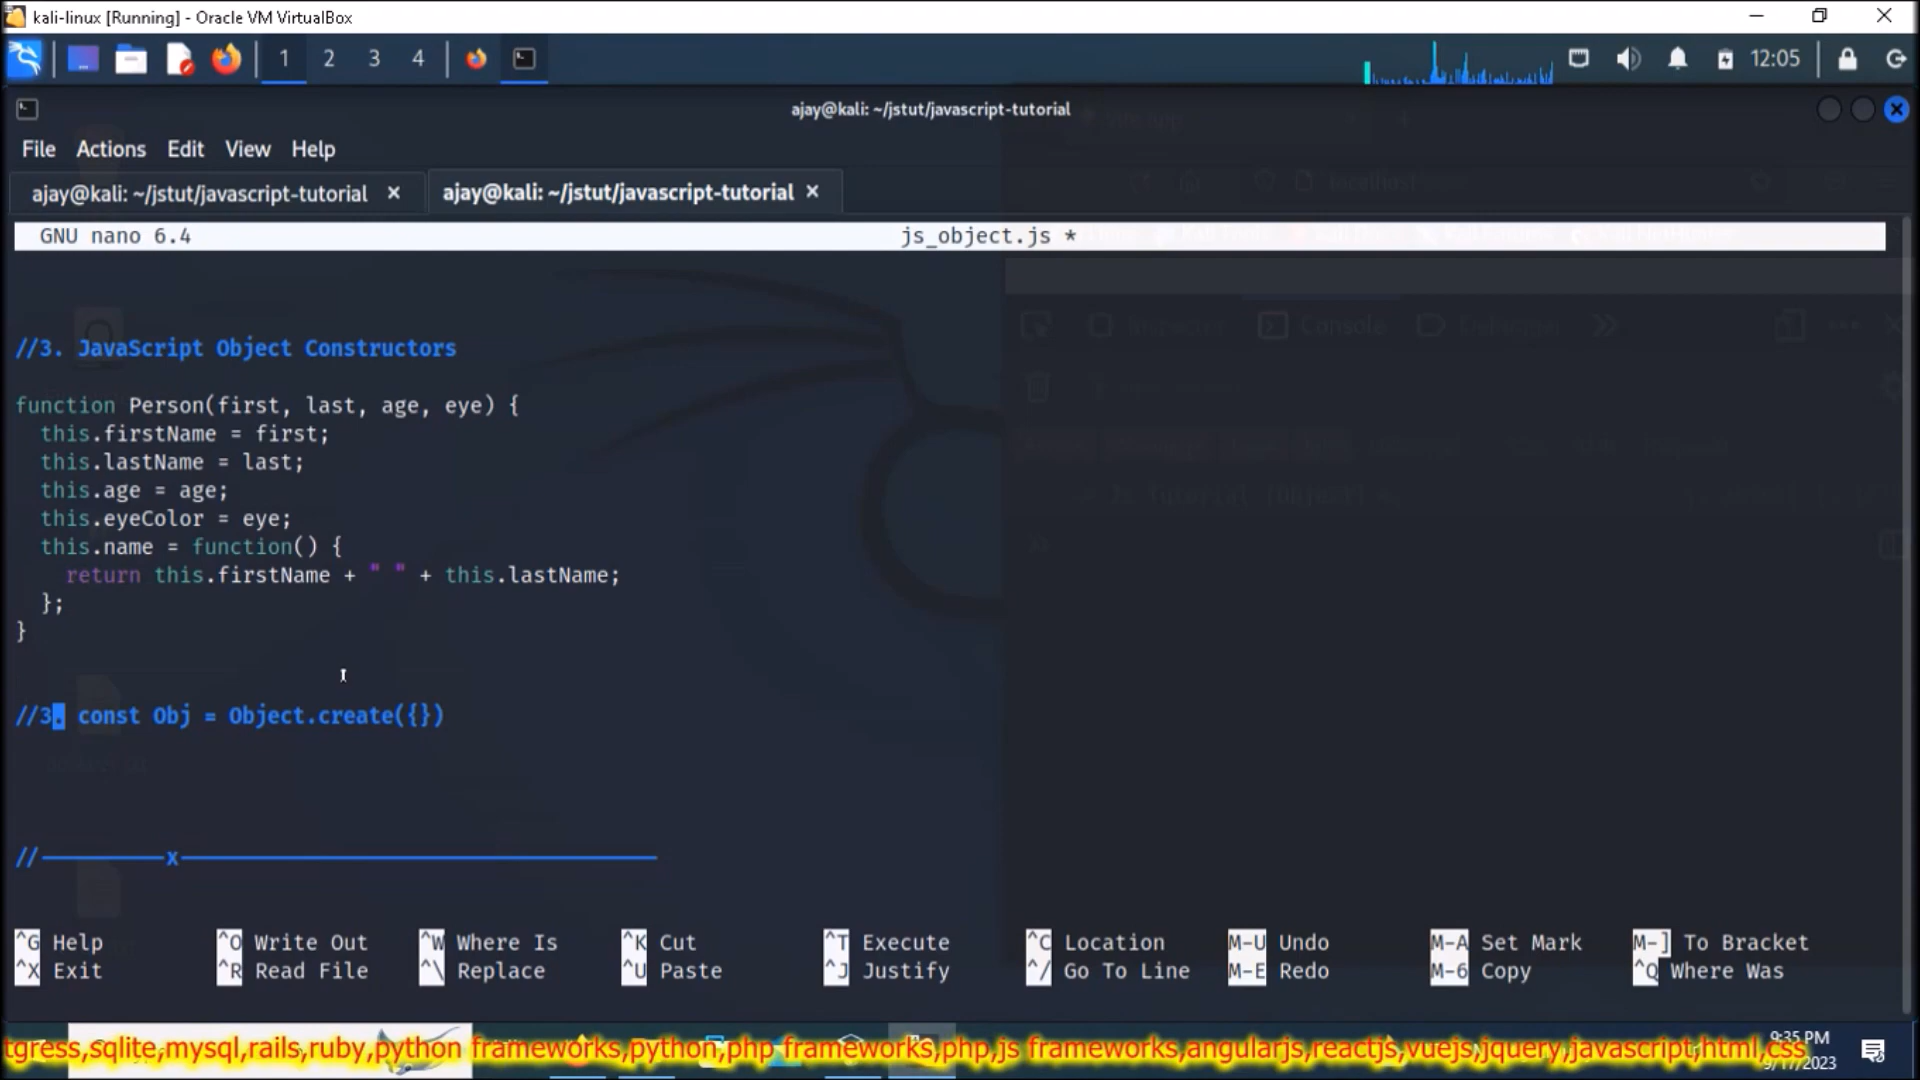 kali-linux [Running] - Oracle VM VirtualBox
1 2 3 4 12:05
ajay@kali: ~/jstut/javascript-tutorial
File Actions Edit View Help
ajay@kali: ~/jstut/javascript-tutorial × ajay@kali: ~/jstut/javascript-tutorial ×
GNU nano 6.4 js_object.js *
Console
//3. JavaScript Object Constructors
function Person(first, last, age, eye) {
this.firstName = first;
this.lastName = last;
this.age = age;
this.eyeColor = eye;
this.name = function() {
return this.firstName + " " + this.lastName;
};
}
//3. const Obj = Object.create({})
//─────────x─────────────────────────────
^G Help ^O Write Out ^W Where Is ^K Cut ^T Execute ^C Location M-U Undo M-A Set Mark M-] To Bracket
^X Exit ^R Read File ^\ Replace ^U Paste ^J Justify ^/ Go To Line M-E Redo M-6 Copy ^Q Where Was
tgress,sqlite,mysql,rails,ruby,python frameworks,python,php frameworks,php,js frameworks,angularjs,reactjs,vuejs,jquery,javascript,html,css
9:35 PM
9/17/2023